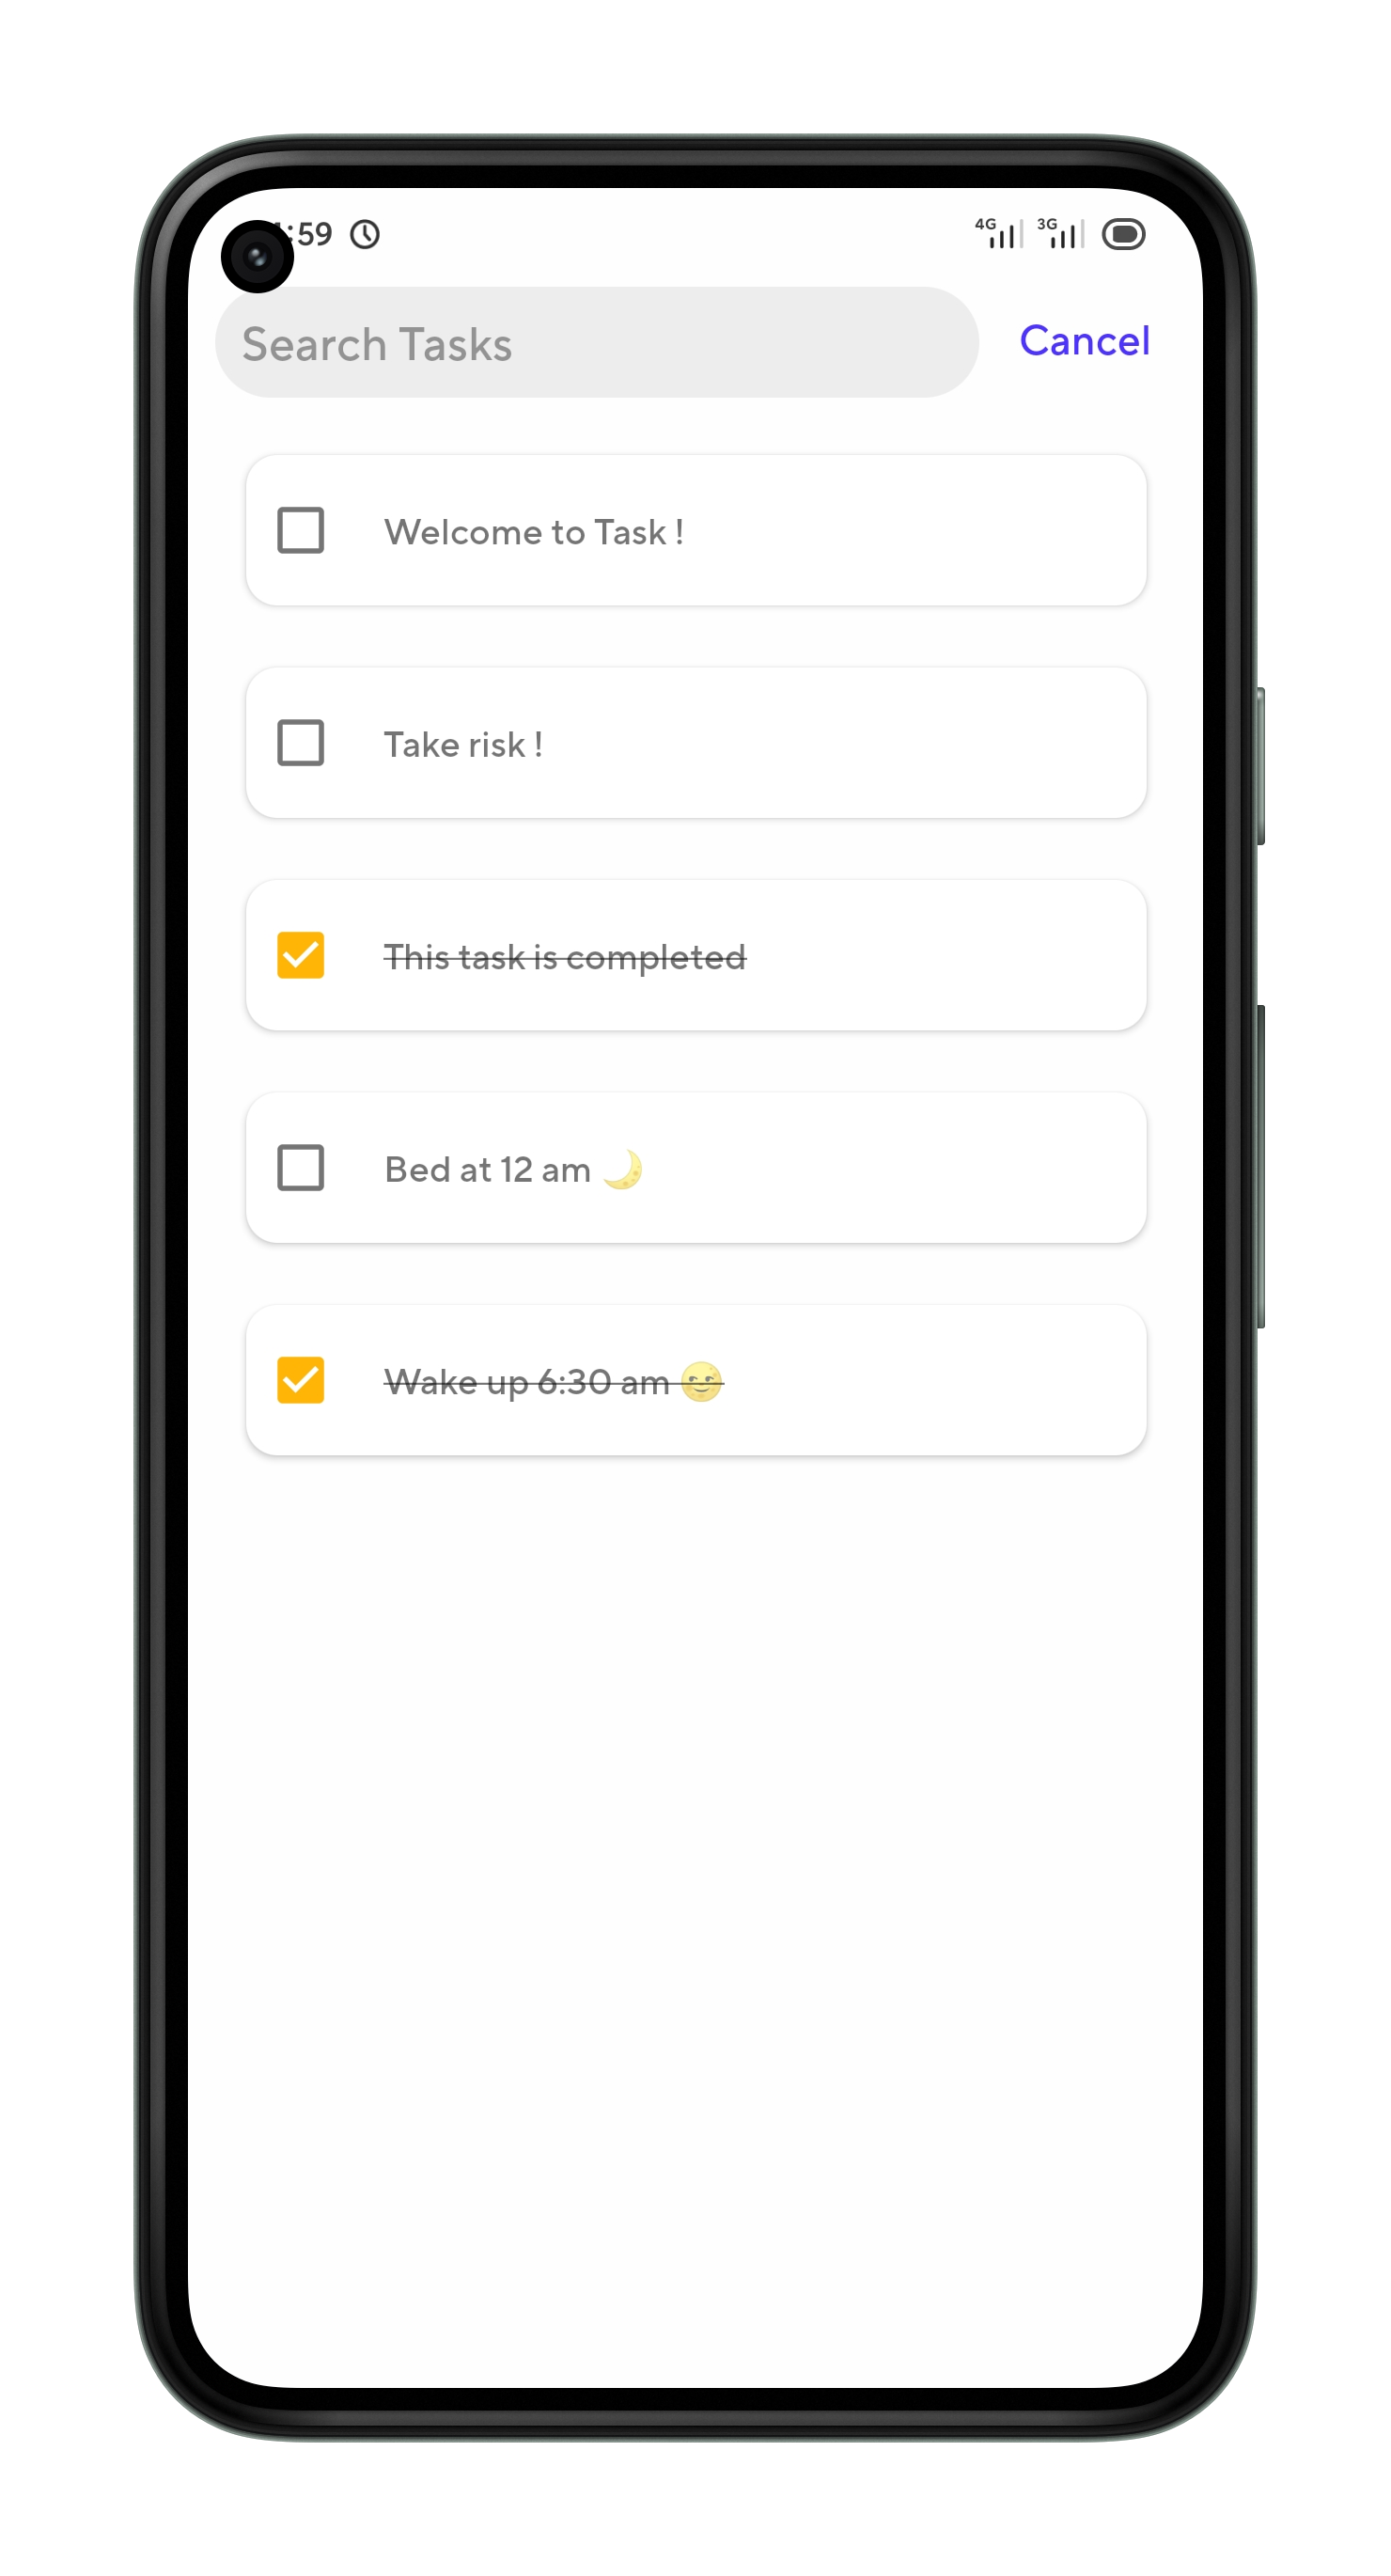 :59
4G 3G
Search Tasks
Cancel
Welcome to Task !
Take risk !
This task is completed
Bed at 12 am 🌙
Wake up 6:30 am 🌝